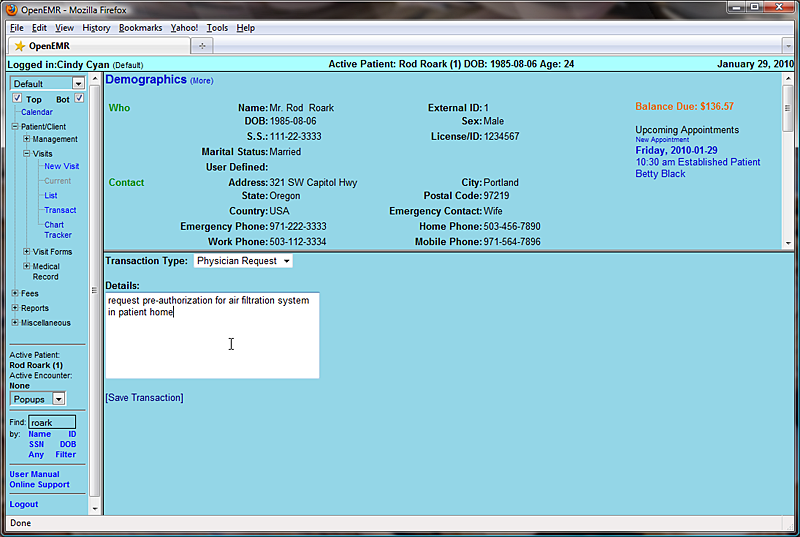 OpenEMR - Mozilla Firefox
File Edit View History Bookmarks Yahoo! Tools Help
OpenEMR
Logged in:Cindy Cyan (Default) Active Patient: Rod Roark (1) DOB: 1985-08-06 Age: 24 January 29, 2010
Default
Top Bot
Calendar
Patient/Client
Management
Visits
New Visit
Current
List
Transact
Chart
Tracker
Visit Forms
Medical
Record
Fees
Reports
Miscellaneous
Active Patient:
Rod Roark (1)
Active Encounter:
None
Popups
Find: roark
by: Name ID
SSN DOB
Any Filter
User Manual
Online Support
Logout
Demographics (More)
Who Name: Mr. Rod Roark External ID: 1
DOB: 1985-08-06 Sex: Male
S.S.: 111-22-3333 License/ID: 1234567
Marital Status: Married
User Defined:
Contact Address: 321 SW Capitol Hwy City: Portland
State: Oregon Postal Code: 97219
Country: USA Emergency Contact: Wife
Emergency Phone: 971-222-3333 Home Phone: 503-456-7890
Work Phone: 503-112-3334 Mobile Phone: 971-564-7896
Balance Due: $136.57
Upcoming Appointments
New Appointment
Friday, 2010-01-29
10:30 am Established Patient
Betty Black
Transaction Type: Physician Request
Details:
request pre-authorization for air filtration system
in patient home
[Save Transaction]
Done